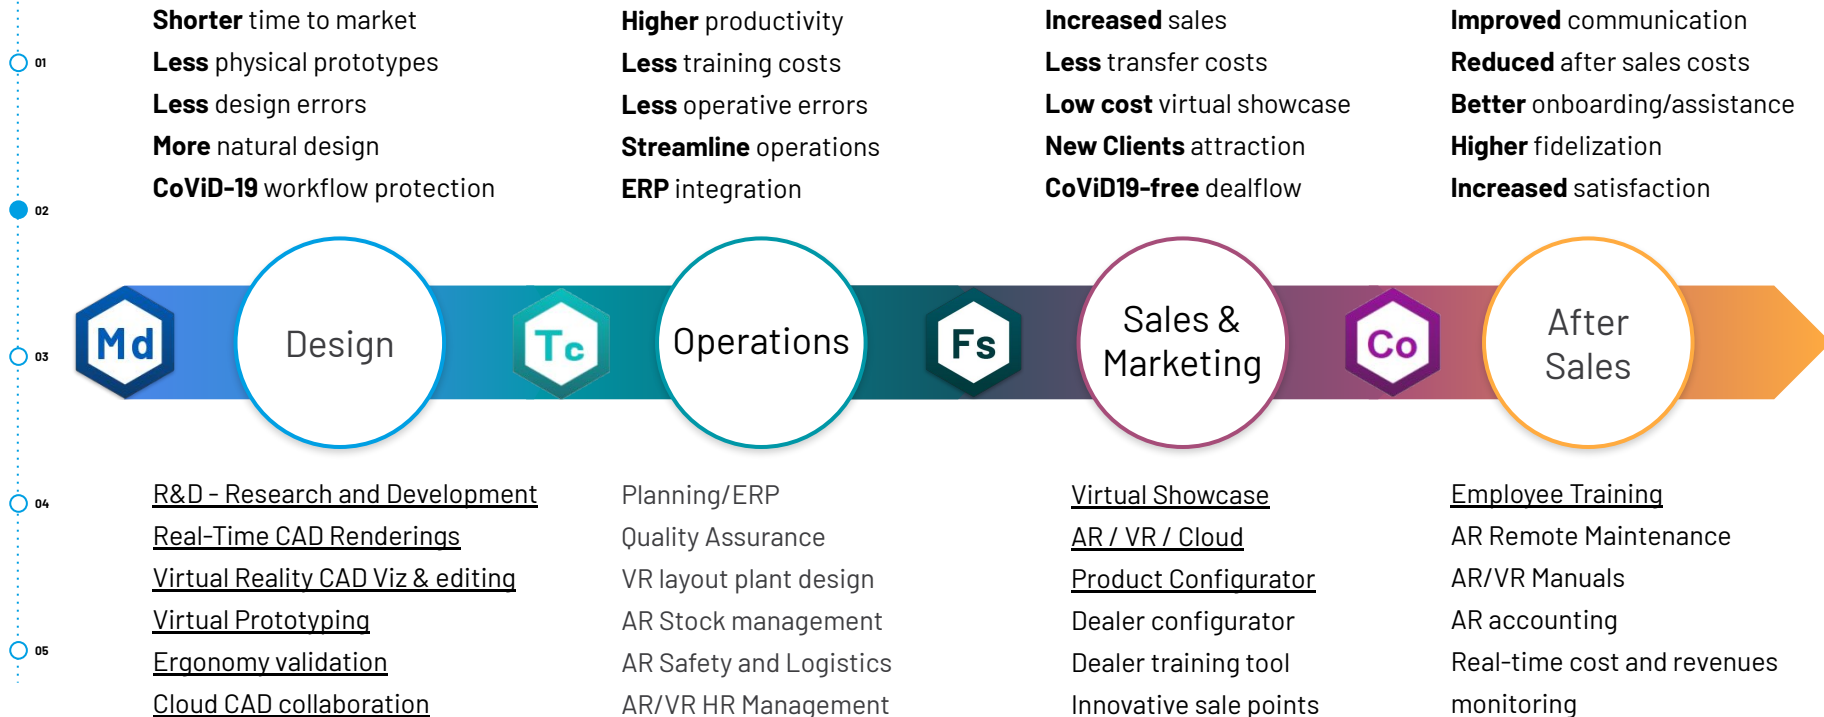 01
02
03
04
05
Shorter time to market
Less physical prototypes
Less design errors
More natural design
CoViD-19 workflow protection
Higher productivity
Less training costs
Less operative errors
Streamline operations
ERP integration
Increased sales
Less transfer costs
Low cost virtual showcase
New Clients attraction
CoViD19-free dealflow
Improved communication
Reduced after sales costs
Better onboarding/assistance
Higher fidelization
Increased satisfaction
Md
Design
Tc
Operations
Fs
Sales &
Marketing
Co
After
Sales
R&D - Research and Development
Real-Time CAD Renderings
Virtual Reality CAD Viz & editing
Virtual Prototyping
Ergonomy validation
Cloud CAD collaboration
Planning/ERP
Quality Assurance
VR layout plant design
AR Stock management
AR Safety and Logistics
AR/VR HR Management
Virtual Showcase
AR / VR / Cloud
Product Configurator
Dealer configurator
Dealer training tool
Innovative sale points
Employee Training
AR Remote Maintenance
AR/VR Manuals
AR accounting
Real-time cost and revenues
monitoring